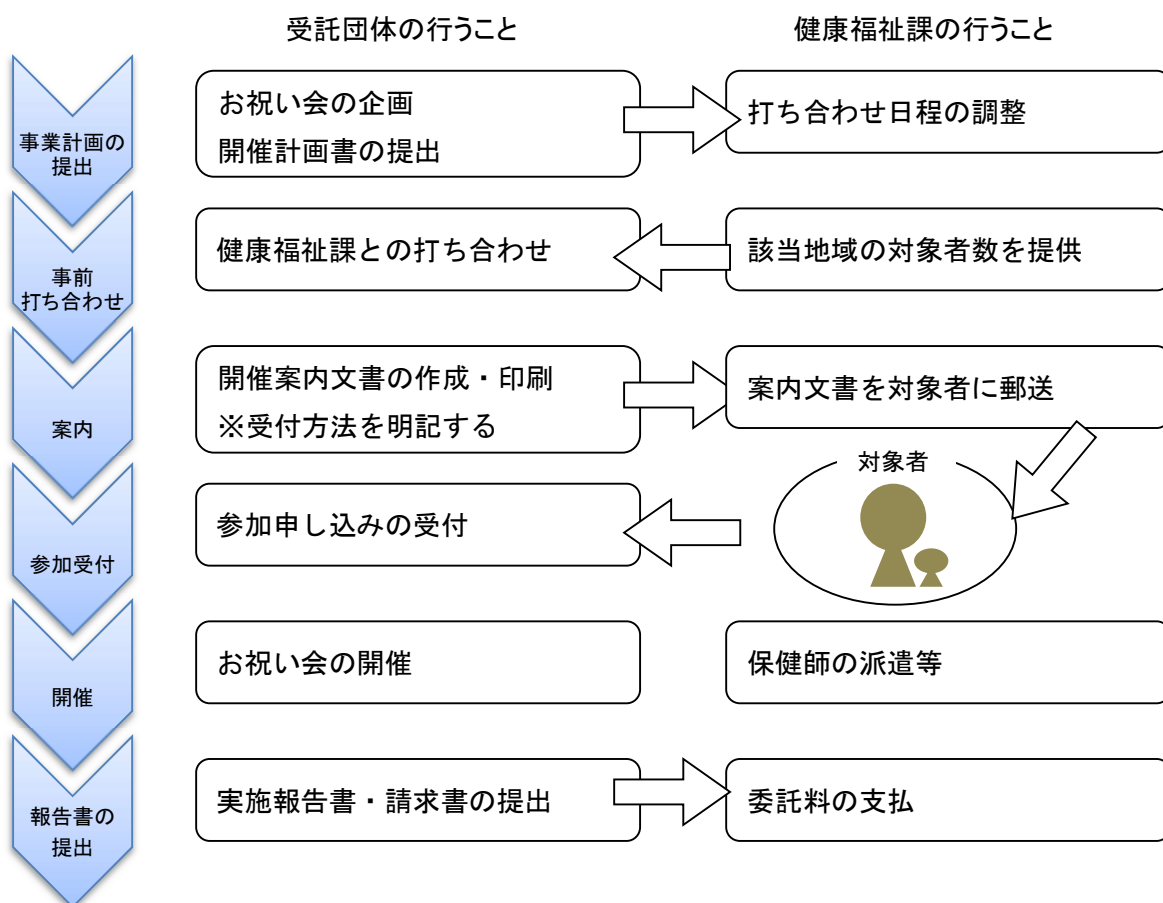 受託団体の行うこと
健康福祉課の行うこと
事業計画の
提出
お祝い会の企画
開催計画書の提出
打ち合わせ日程の調整
事前
打ち合わせ
健康福祉課との打ち合わせ
該当地域の対象者数を提供
案内
開催案内文書の作成・印刷
※受付方法を明記する
案内文書を対象者に郵送
対象者
参加受付
参加申し込みの受付
開催
お祝い会の開催
保健師の派遣等
報告書の
提出
実施報告書・請求書の提出
委託料の支払